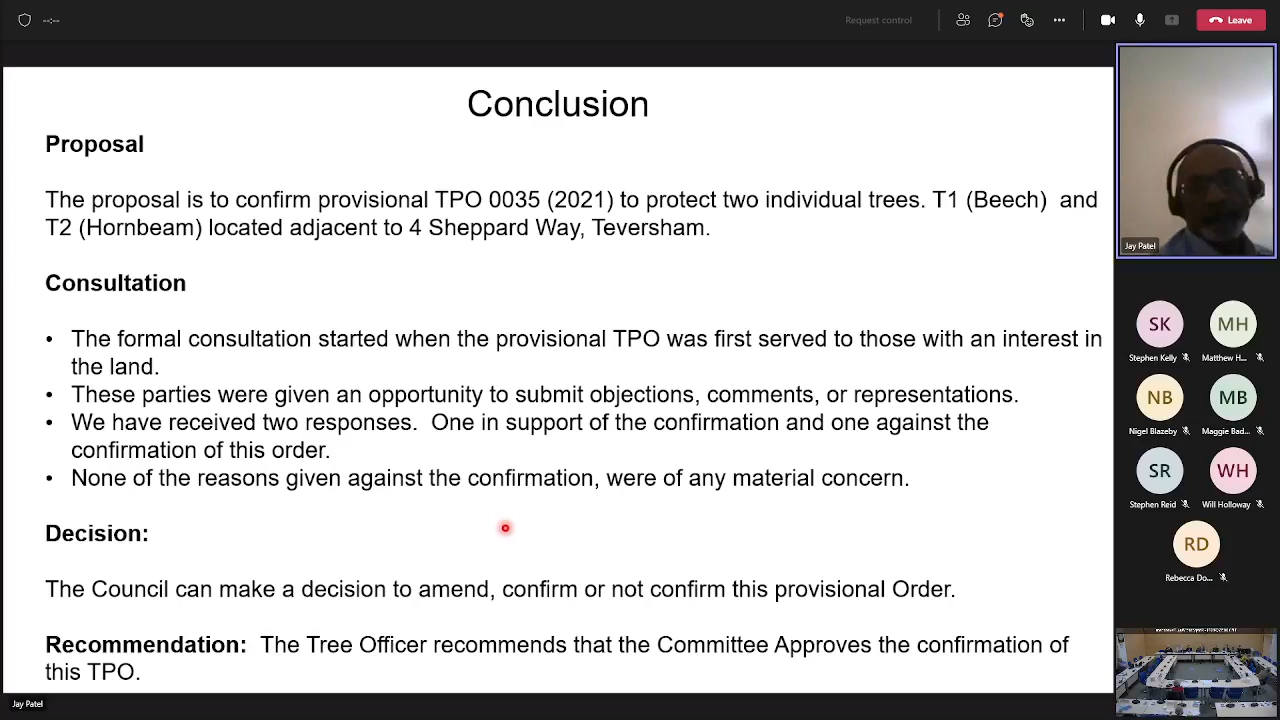 --:--
Request control
Leave
Conclusion
Proposal
The proposal is to confirm provisional TPO 0035 (2021) to protect two individual trees. T1 (Beech) and
T2 (Hornbeam) located adjacent to 4 Sheppard Way, Teversham.
Consultation
• The formal consultation started when the provisional TPO was first served to those with an interest in
the land.
• These parties were given an opportunity to submit objections, comments, or representations.
• We have received two responses. One in support of the confirmation and one against the
confirmation of this order.
• None of the reasons given against the confirmation, were of any material concern.
Decision:
The Council can make a decision to amend, confirm or not confirm this provisional Order.
Recommendation: The Tree Officer recommends that the Committee Approves the confirmation of
this TPO.
Jay Patel
Jay Patel
SK
MH
Stephen Kelly
Matthew H...
NB
MB
Nigel Blazeby
Maggie Bad...
SR
WH
Stephen Reid
Will Holloway
RD
Rebecca Do...